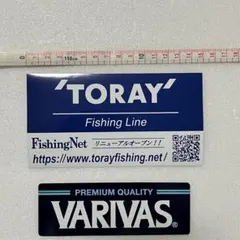 'TORAY'
Fishing Line
FishingNet リニューアルオープン!!
https://www.torayfishing.net/
PREMIUM QUALITY
VARIVAS®